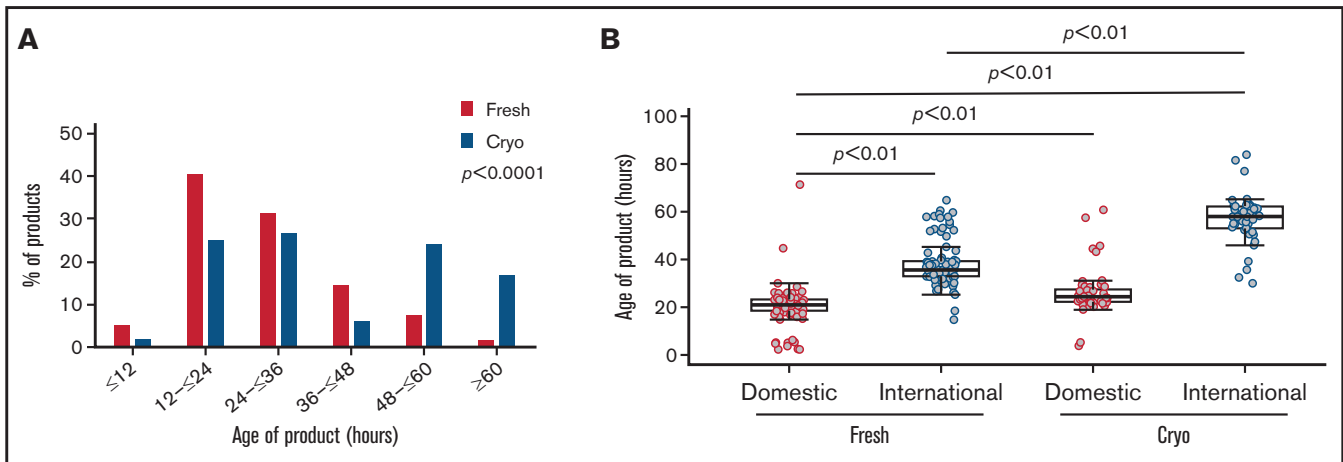 A
Fresh
Cryo
p<0.0001
50
40
30
20
10
0
% of products
≤12
12–≤24
24–≤36
36–≤48
48–≤60
≥60
Age of product (hours)
B
p<0.01
p<0.01
p<0.01
p<0.01
100
80
60
40
20
0
Age of product (hours)
Domestic International Domestic International
Fresh Cryo